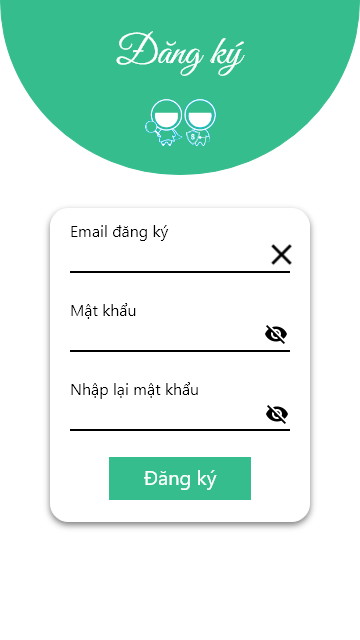 Đăng ký
Email đăng ký
Mật khẩu
Nhập lại mật khẩu
Đăng ký